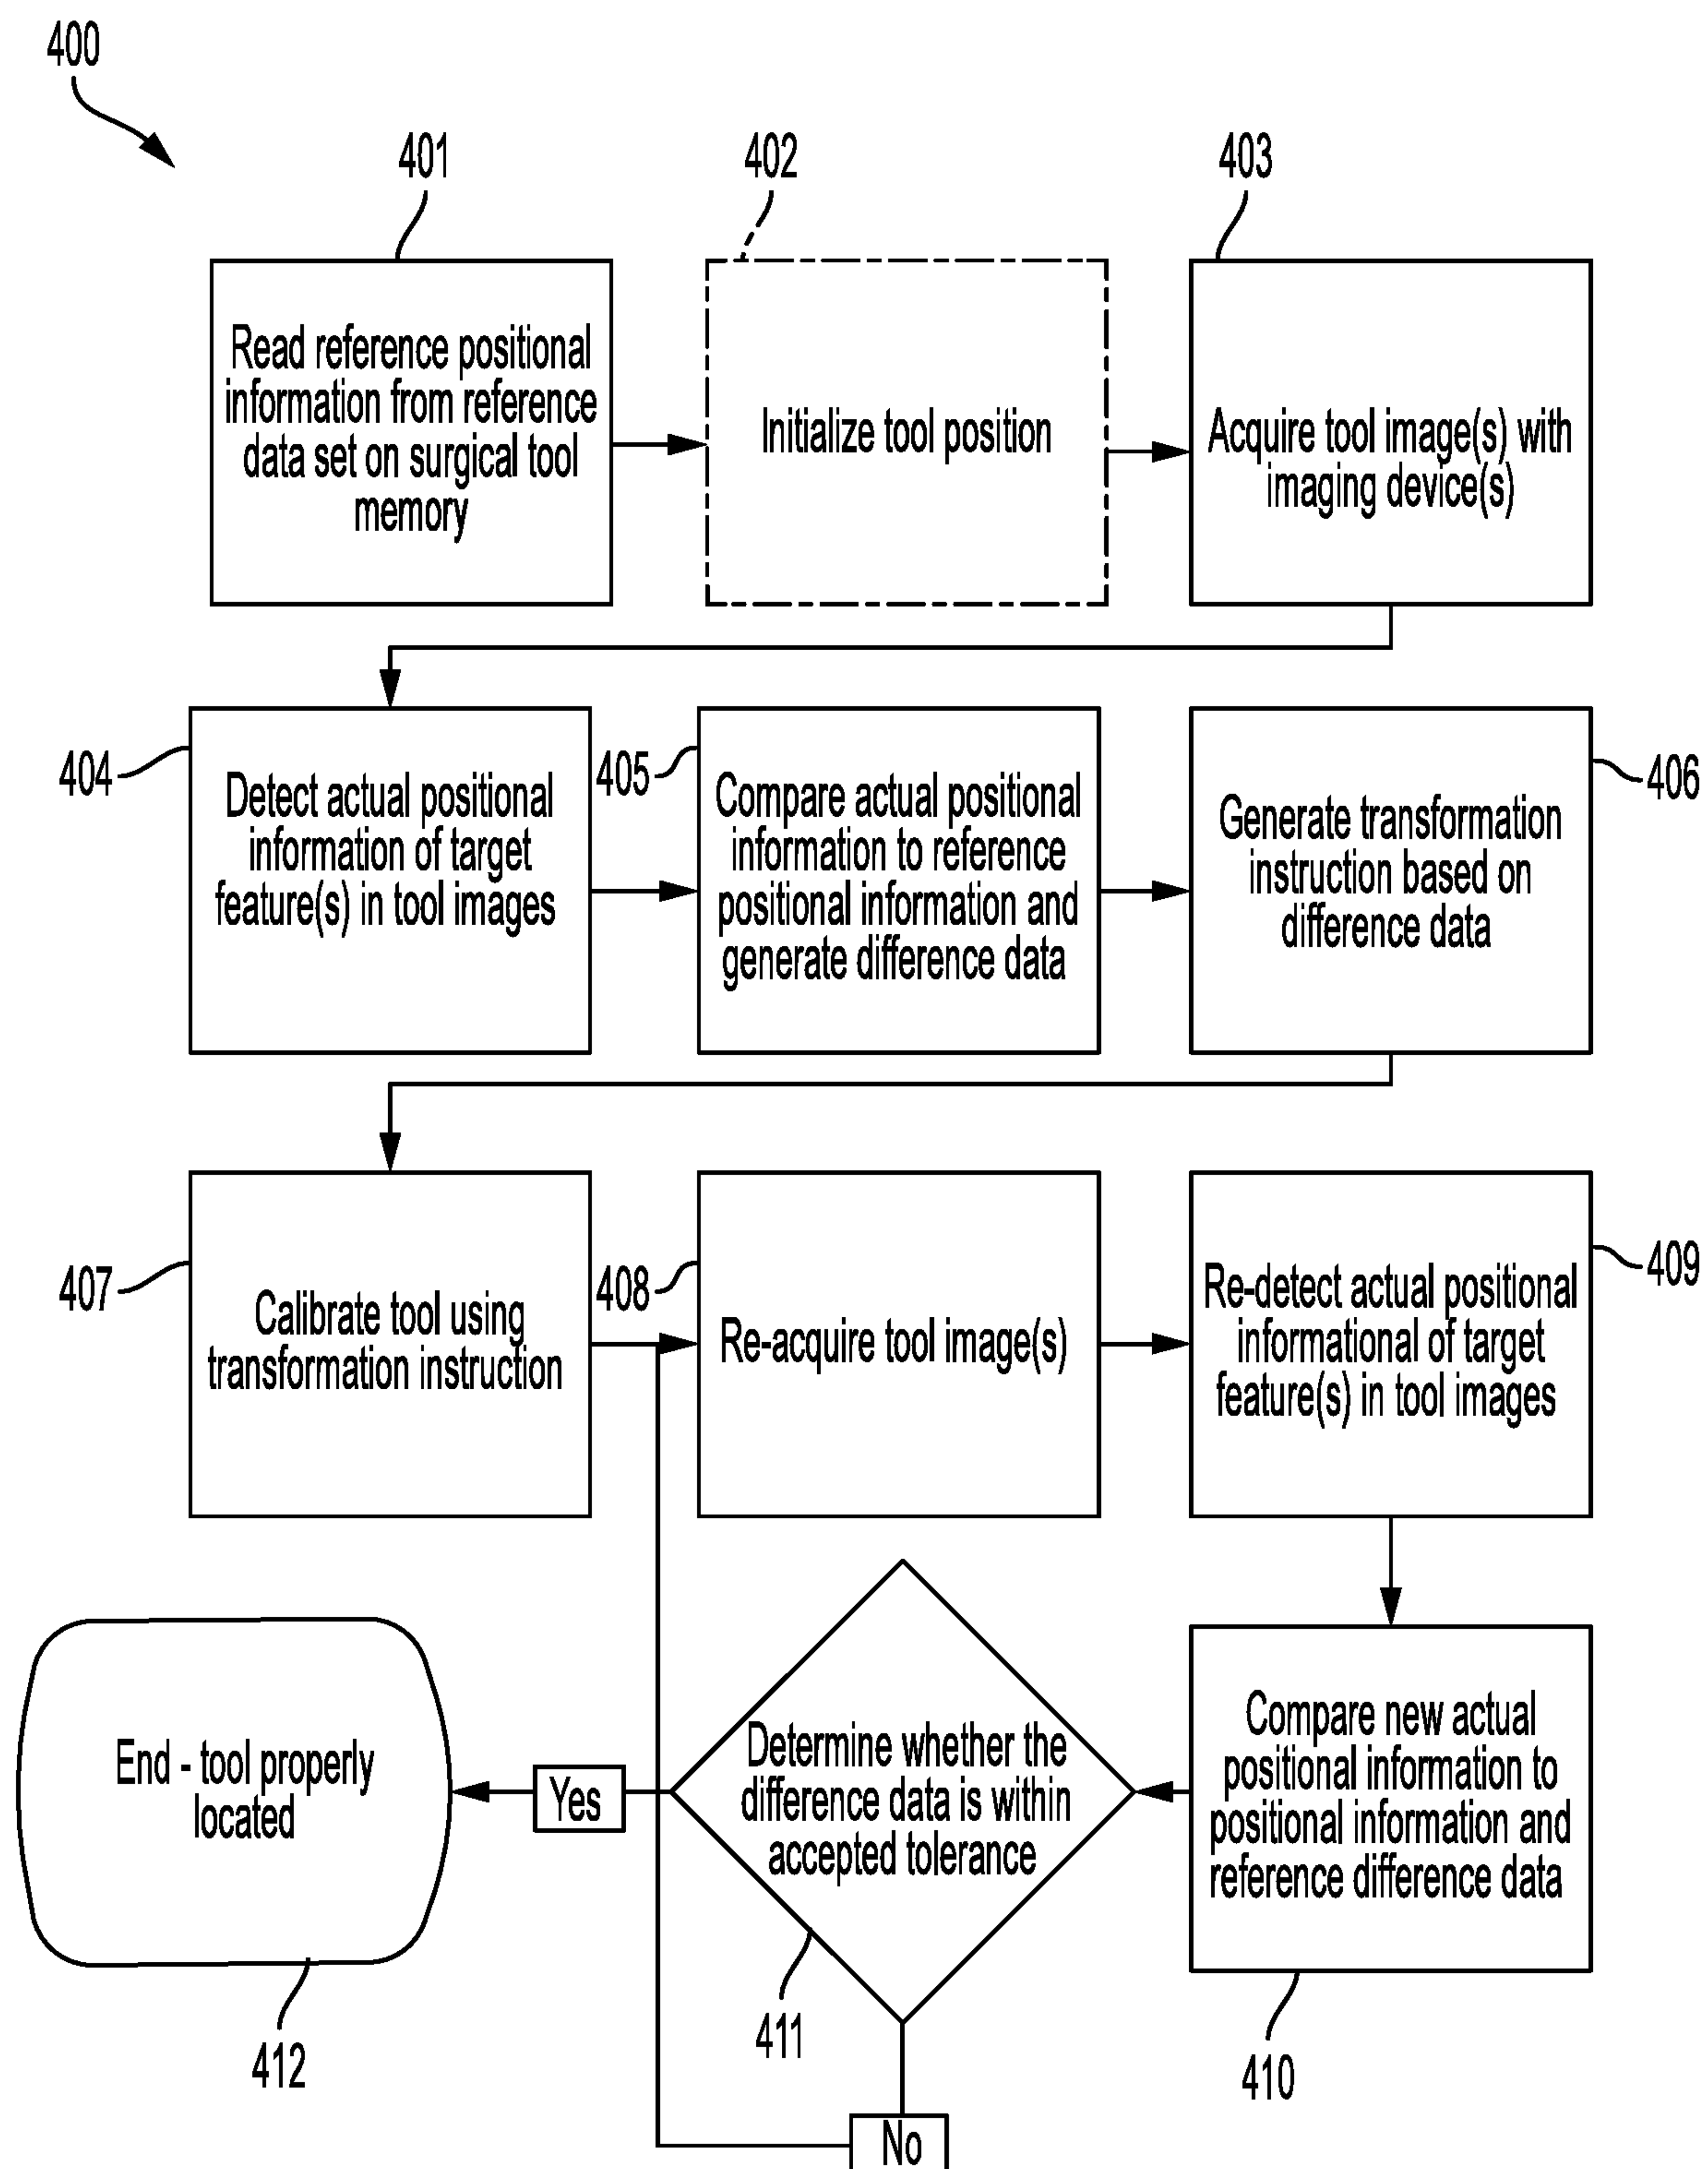 400
401
402
403
Read reference positional
information from reference
data set on surgical tool
memory
Initialize tool position
Acquire tool image(s) with
imaging device(s)
404
Detect actual positional
information of target
feature(s) in tool images
405
Compare actual positional
information to reference
positional information and
generate difference data
406
Generate transformation
instruction based on
difference data
407
Calibrate tool using
transformation instruction
408
Re-acquire tool image(s)
409
Re-detect actual positional
informational of target
feature(s) in tool images
Compare new actual
positional information to
positional information and
reference difference data
410
Determine whether the
difference data is within
accepted tolerance
411
Yes
End - tool properly
located
412
No